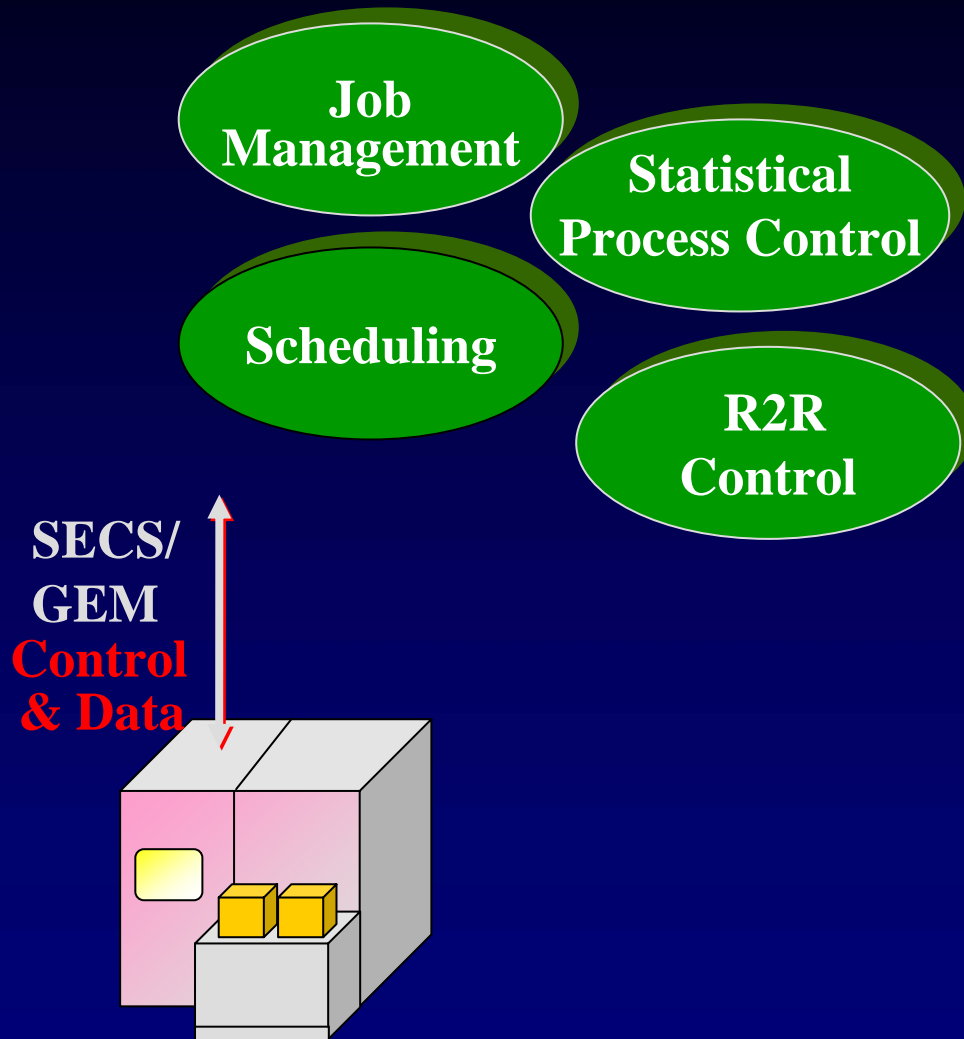 Job
Management
Statistical
Process Control
Scheduling
R2R
Control
SECS/
GEM
Control
& Data